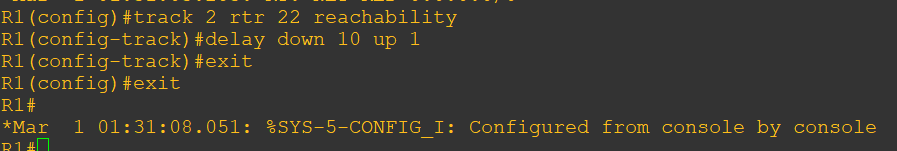 R1(config)#track 2 rtr 22 reachability
R1(config-track)#delay down 10 up 1
R1(config-track)#exit
R1(config)#exit
R1#
*Mar  1 01:31:08.051: %SYS-5-CONFIG_I: Configured from console by console
R1#